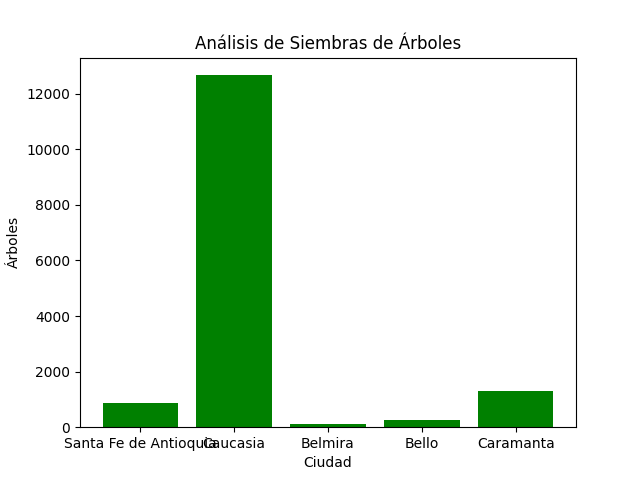 Análisis de Siembras de Árboles
12000
10000
8000
6000
4000
2000
0
Árboles
Santa Fe de Antioquia Caucasia Belmira Bello Caramanta
Ciudad